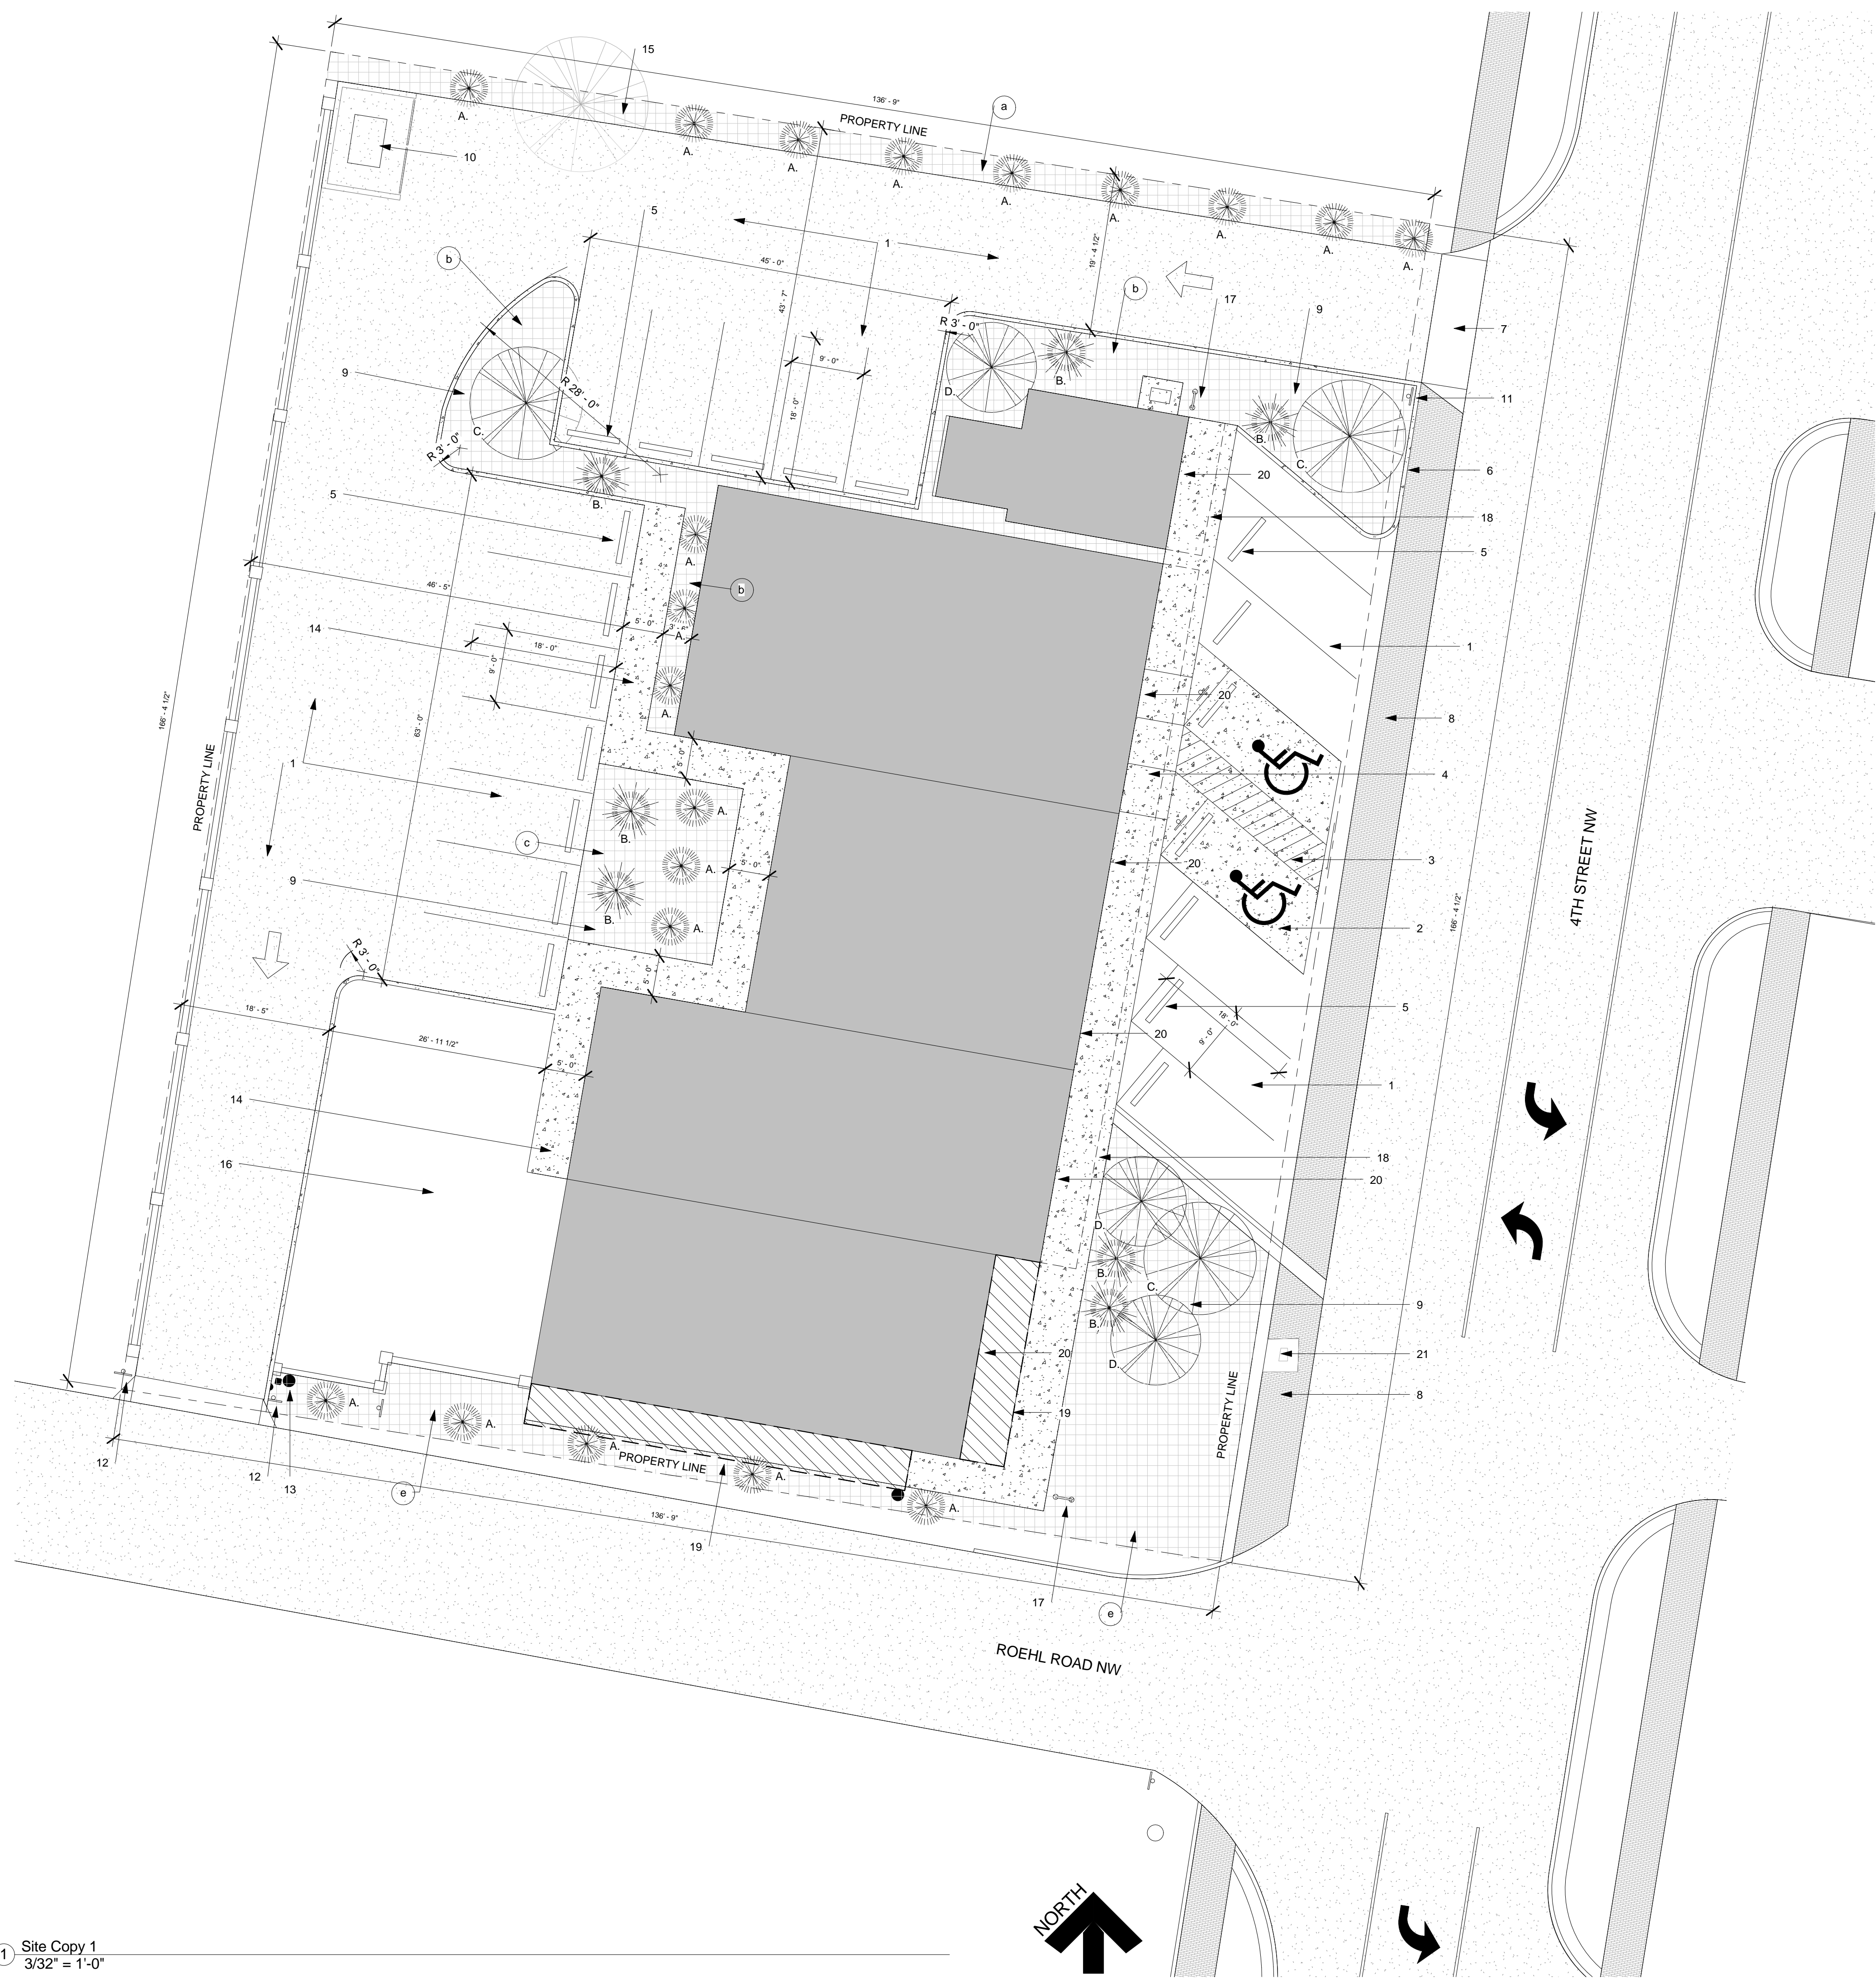 15
136' - 9"
a
PROPERTY LINE
A.
10
A.
A.
A.
A.
A.
A.
A.
A.
5
1
b
45' - 0"
43' - 7"
19' - 4 1/2"
b
17
9
7
R 3' - 0"
9' - 0"
18' - 0"
9
R 28' - 0"
D.
B.
11
C.
R 3' - 0"
B.
C.
6
20
B.
5
18
5
A.
b
46' - 5"
14
5' - 0"
3' - 6"
A.
18' - 0"
9' - 0"
1
A.
20
8
166' - 4 1/2"
63' - 0"
5' - 0"
4
1
PROPERTY LINE
A.
B.
c
4TH STREET NW
3
20
A.
5' - 0"
9
B.
A.
2
166' - 4 1/2"
R 3' - 0"
5' - 0"
5
18' - 5"
18' - 0"
9' - 0"
20
26' - 11 1/2"
5' - 0"
1
14
18
16
20
D.
B.
C.
9
B.
20
21
D.
8
A.
A.
19
PROPERTY LINE
A.
PROPERTY LINE
A.
12
12
13
e
A.
136' - 9"
19
17
e
ROEHL ROAD NW
NORTH
1
Site Copy 1
3/32" = 1'-0"